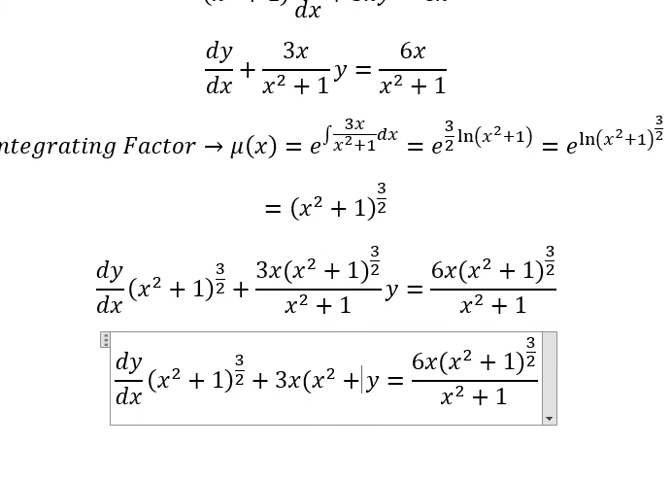 dx
dy/dx + 3x/(x² + 1) y = 6x/(x² + 1)
ntegrating Factor → μ(x) = e^(∫ 3x/(x²+1) dx) = e^(3/2 ln(x²+1)) = e^(ln(x²+1)^(3/2))
= (x² + 1)^(3/2)
dy/dx (x² + 1)^(3/2) + 3x(x² + 1)^(3/2)/(x² + 1) y = 6x(x² + 1)^(3/2)/(x² + 1)
dy/dx (x² + 1)^(3/2) + 3x(x² + y = 6x(x² + 1)^(3/2)/(x² + 1)